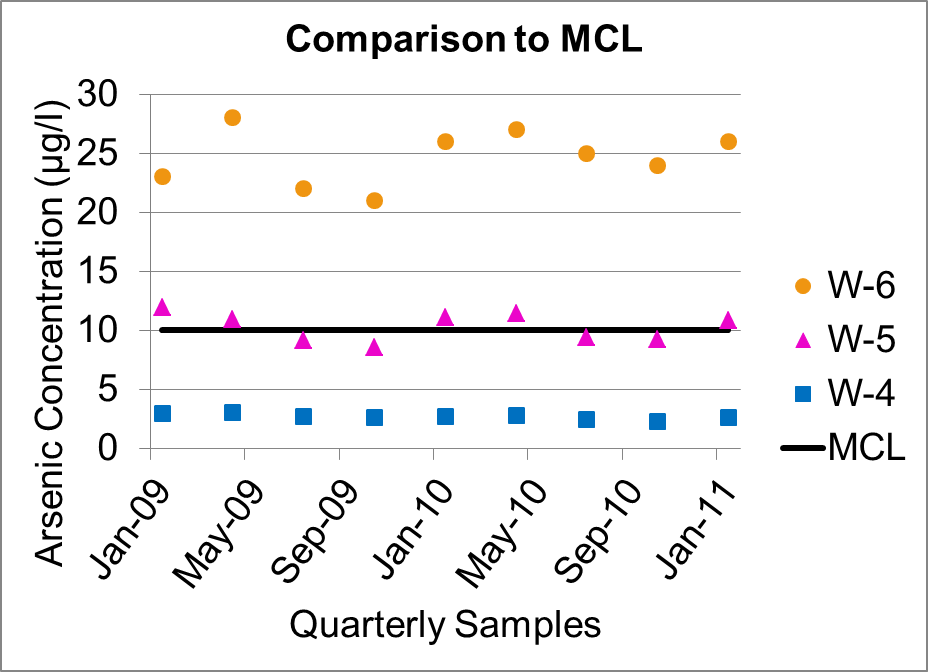 Comparison to MCL
Arsenic Concentration (µg/l)
30
25
20
15
10
5
0
Jan-09
May-09
Sep-09
Jan-10
May-10
Sep-10
Jan-11
Quarterly Samples
W-6
W-5
W-4
MCL